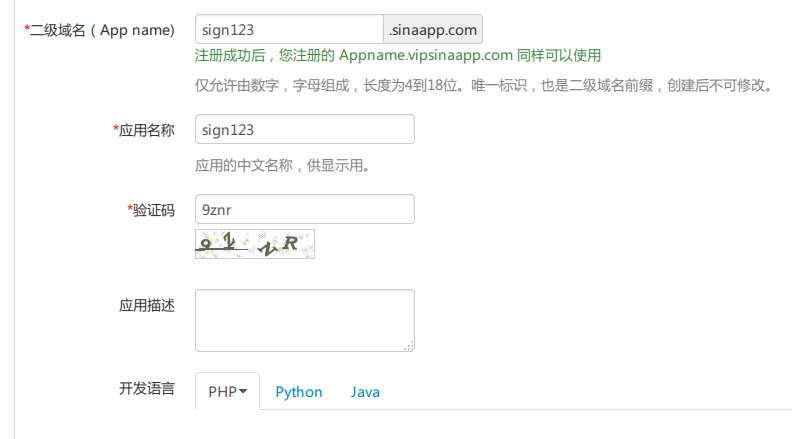 *二级域名 ( App name) sign123 .sinaapp.com
注册成功后，您注册的 Appname.vipsinaapp.com 同样可以使用
仅允许由数字，字母组成，长度为4到18位。唯一标识，也是二级域名前缀，创建后不可修改。
*应用名称 sign123
应用的中文名称，供显示用。
*验证码 9znr
9zNR
应用描述
开发语言 PHP Python Java